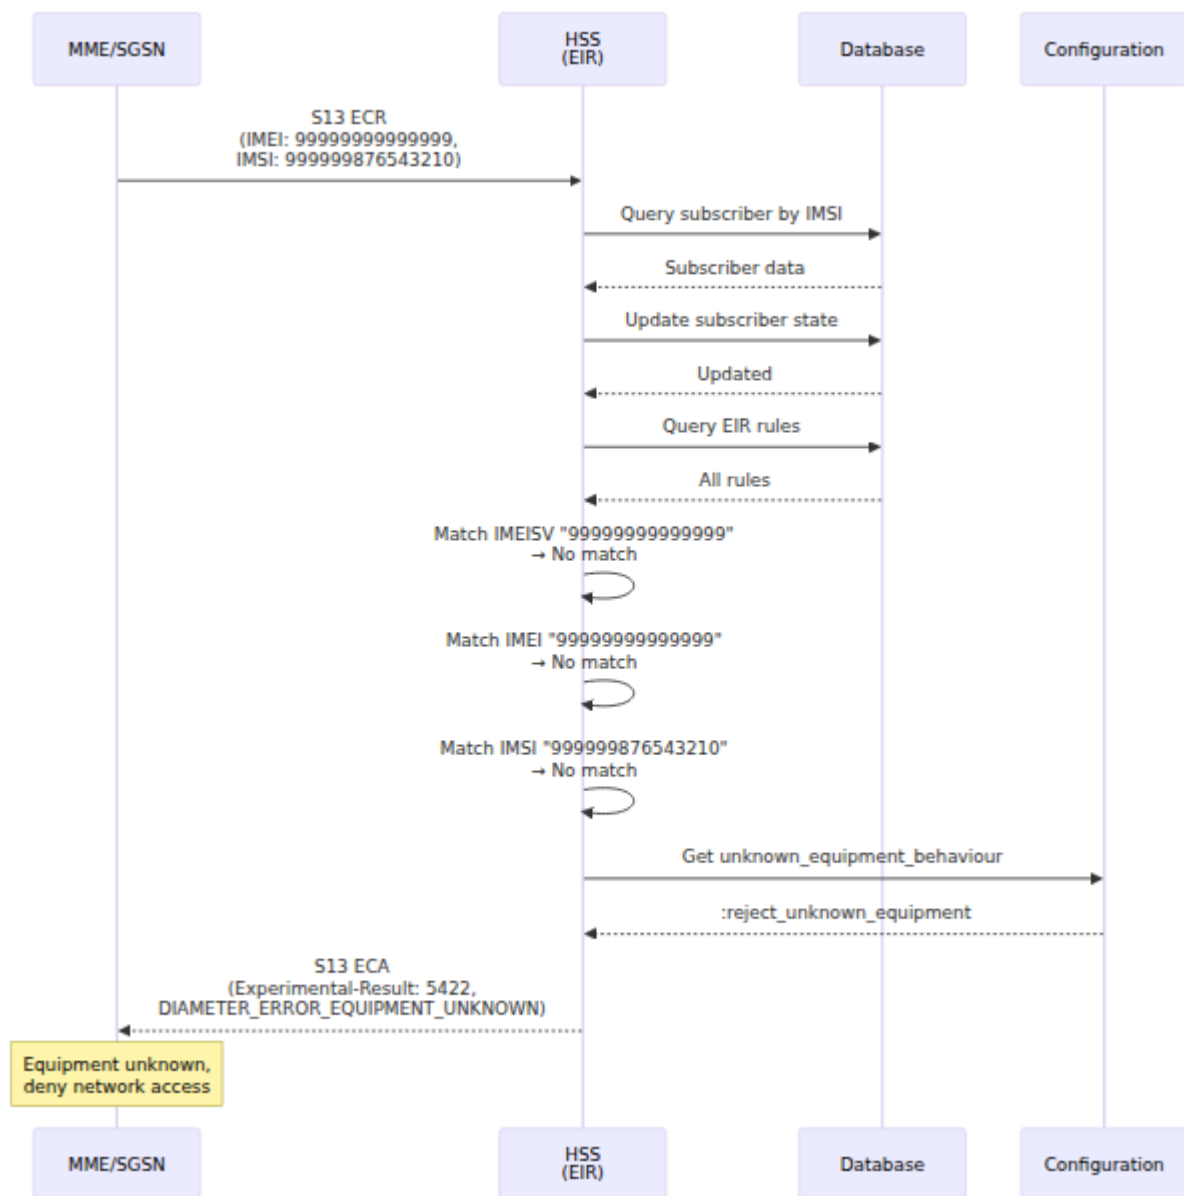 MME/SGSN
HSS
(EIR)
Database
Configuration
S13 ECR
(IMEI: 99999999999999,
IMSI: 999999876543210)
Query subscriber by IMSI
Subscriber data
Update subscriber state
Updated
Query EIR rules
All rules
Match IMEISV "99999999999999"
→ No match
Match IMEI "99999999999999"
→ No match
Match IMSI "999999876543210"
→ No match
Get unknown_equipment_behaviour
:reject_unknown_equipment
S13 ECA
(Experimental-Result: 5422,
DIAMETER_ERROR_EQUIPMENT_UNKNOWN)
Equipment unknown,
deny network access
MME/SGSN
HSS
(EIR)
Database
Configuration